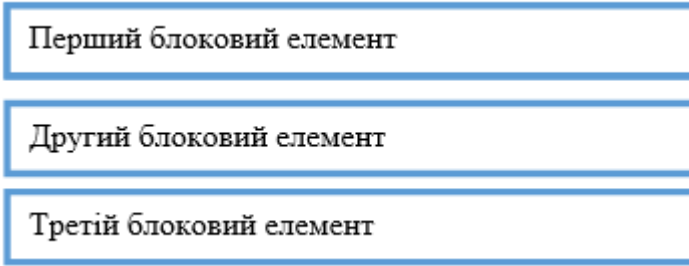 Перший блоковий елемент
Другий блоковий елемент
Третій блоковий елемент